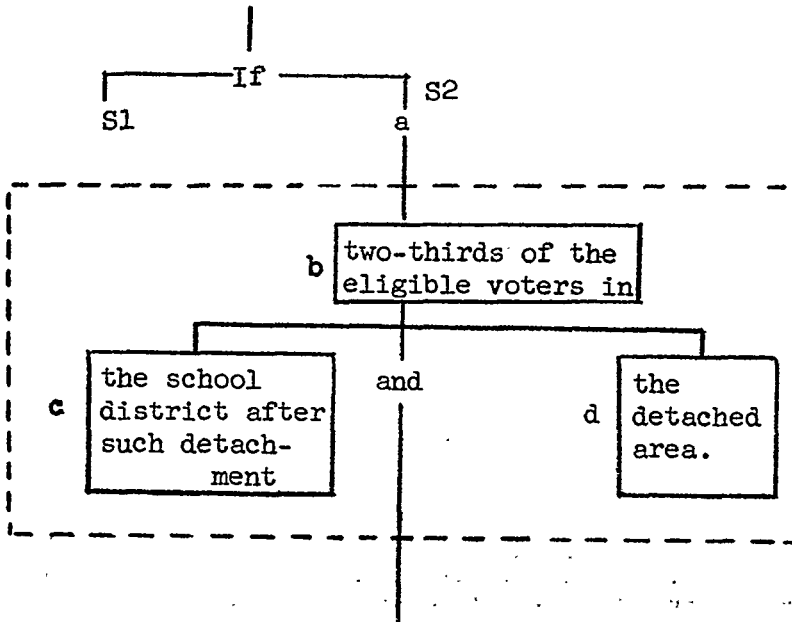 If
S1
S2
a
b
two-thirds of the
eligible voters in
c
the school
district after
such detach-
ment
and
d
the
detached
area.